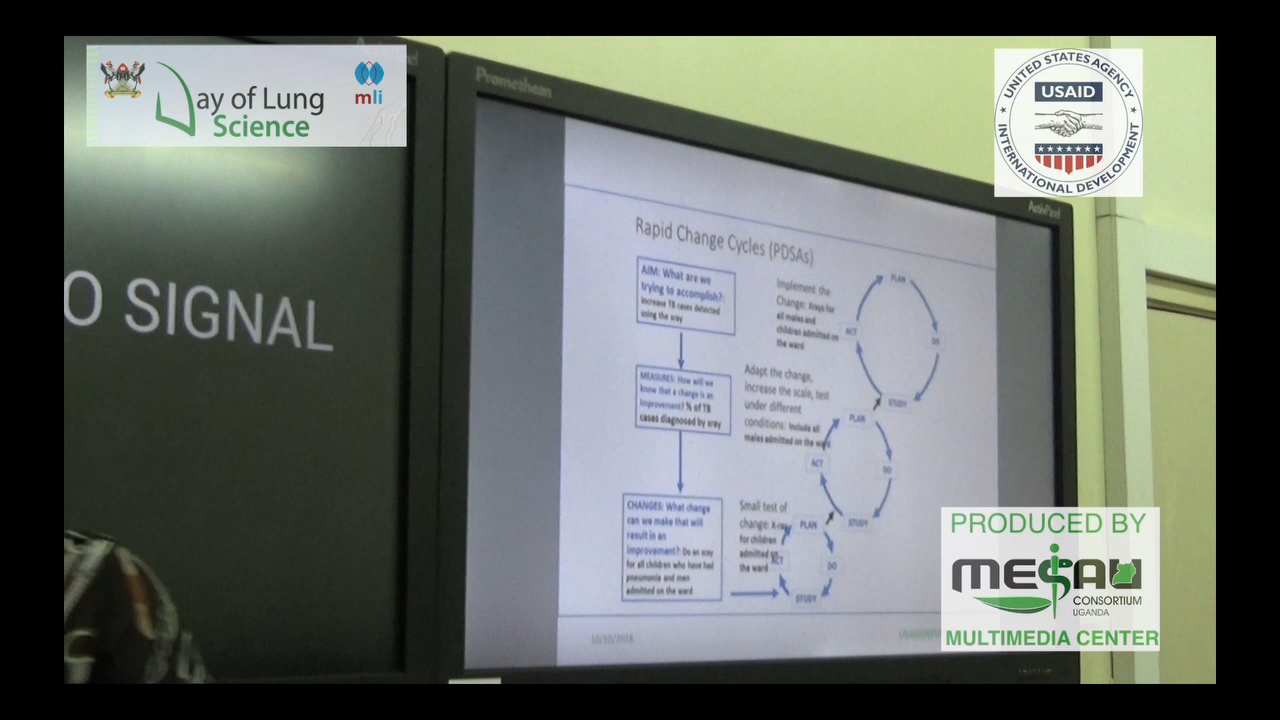 Day of Lung
Science
mli
UNITED STATES AGENCY
USAID
INTERNATIONAL DEVELOPMENT
Promethean
ActivPanel
O SIGNAL
Rapid Change Cycles (PDSAs)
AIM: What are we
trying to accomplish?:
Increase TB cases detected
using the xray
MEASURES: How will we
know that a change is an
improvement? % of TB
cases diagnosed by xray
CHANGES: What change
can we make that will
result in an
improvement?: Do an xray
for all children who have had
pneumonia and men
admitted on the ward
Implement the
Change: Xrays for
all males and
children admitted on
the ward
PLAN
DO
STUDY
ACT
Adapt the change,
increase the scale, test
under different
conditions: Include all
males admitted on the ward
PLAN
DO
STUDY
ACT
Small test of
change: X-ray
for children
admitted on
the ward
PLAN
DO
STUDY
ACT
10/10/2018
PRODUCED BY
MESAU
CONSORTIUM
UGANDA
MULTIMEDIA CENTER